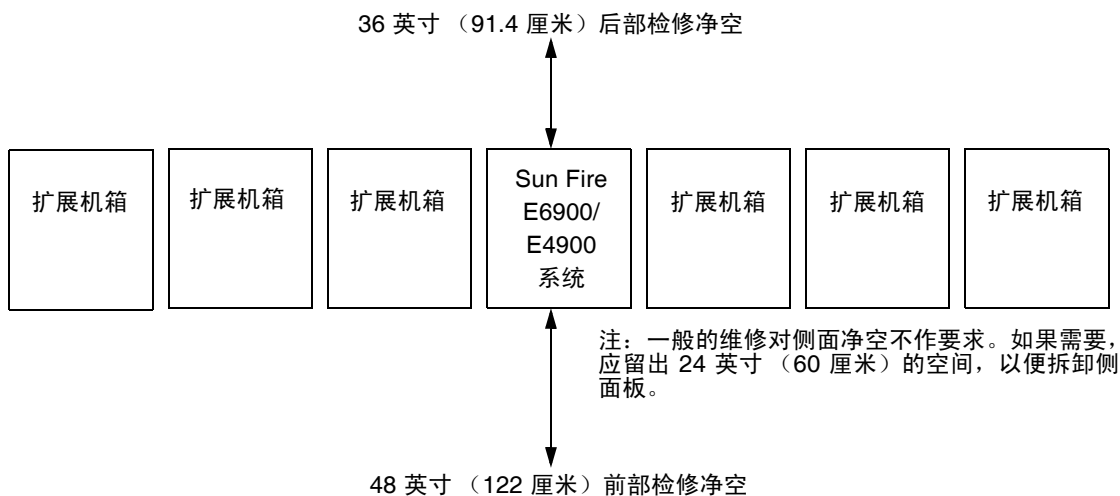 36 英寸 （91.4 厘米）后部检修净空
扩展机箱
扩展机箱
扩展机箱
Sun Fire
E6900/
E4900
系统
扩展机箱
扩展机箱
扩展机箱
注：一般的维修对侧面净空不作要求。如果需要，
应留出 24 英寸 （60 厘米）的空间，以便拆卸侧
面板。
48 英寸 （122 厘米）前部检修净空